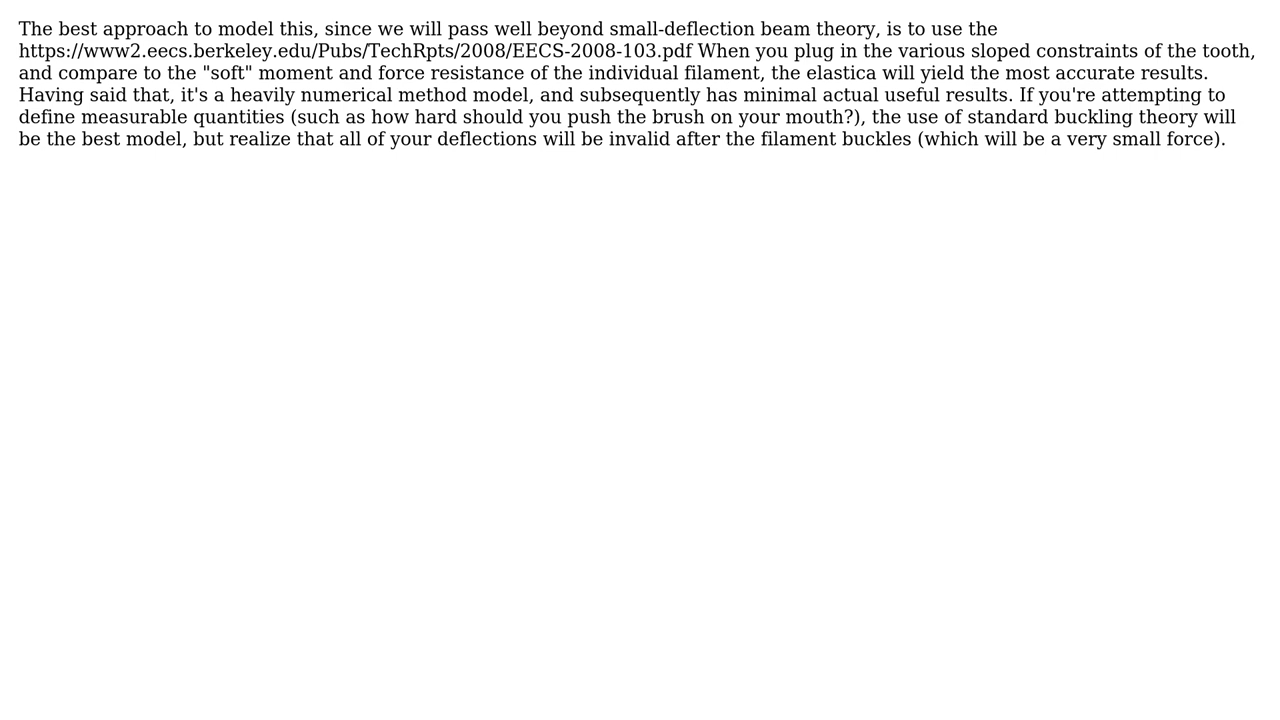 The best approach to model this, since we will pass well beyond small-deflection beam theory, is to use the
https://www2.eecs.berkeley.edu/Pubs/TechRpts/2008/EECS-2008-103.pdf When you plug in the various sloped constraints of the tooth,
and compare to the "soft" moment and force resistance of the individual filament, the elastica will yield the most accurate results.
Having said that, it's a heavily numerical method model, and subsequently has minimal actual useful results. If you're attempting to
define measurable quantities (such as how hard should you push the brush on your mouth?), the use of standard buckling theory will
be the best model, but realize that all of your deflections will be invalid after the filament buckles (which will be a very small force).